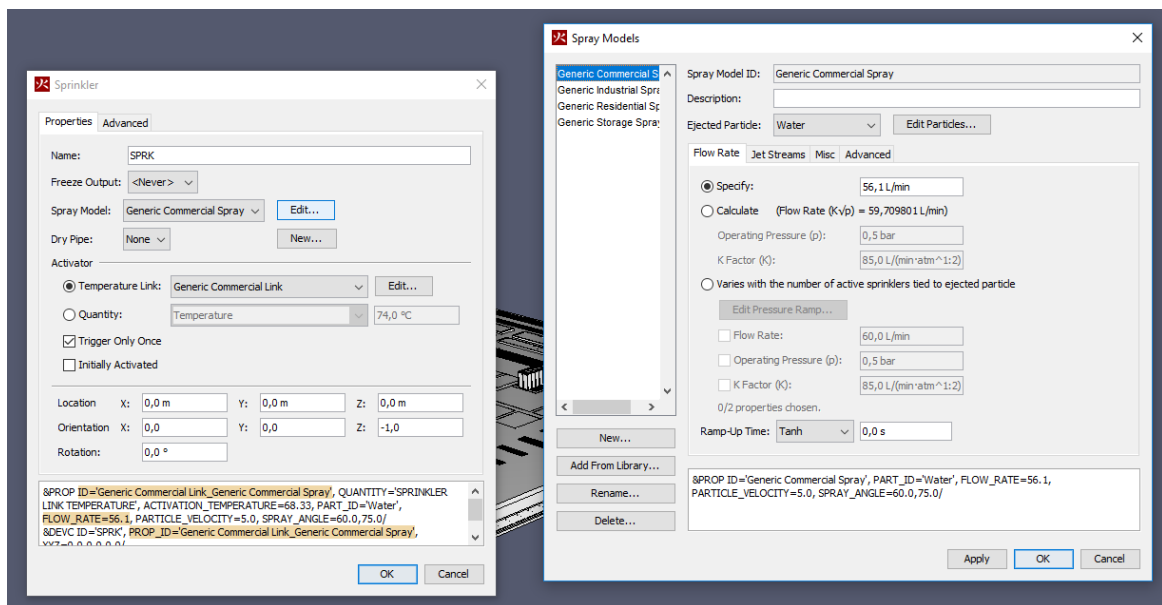 Sprinkler
Properties Advanced
Name: SPRK
Freeze Output: <Never>
Spray Model: Generic Commercial Spray Edit...
Dry Pipe: None New...
Activator
Temperature Link: Generic Commercial Link Edit...
Quantity: Temperature 74,0 °C
Trigger Only Once
Initially Activated
Location X: 0,0 m Y: 0,0 m Z: 0,0 m
Orientation X: 0,0 Y: 0,0 Z: -1,0
Rotation: 0,0 °
&PROP ID='Generic Commercial Link_Generic Commercial Spray', QUANTITY='SPRINKLER
LINK TEMPERATURE', ACTIVATION_TEMPERATURE=68.33, PART_ID='Water',
FLOW_RATE=56.1, PARTICLE_VELOCITY=5.0, SPRAY_ANGLE=60.0,75.0/
&DEVC ID='SPRK', PROP_ID='Generic Commercial Link_Generic Commercial Spray',
OK Cancel
Spray Models
Generic Commercial S
Generic Industrial Spra
Generic Residential Sp
Generic Storage Spray
New...
Add From Library...
Rename...
Delete...
Spray Model ID: Generic Commercial Spray
Description:
Ejected Particle: Water Edit Particles...
Flow Rate Jet Streams Misc Advanced
Specify: 56,1 L/min
Calculate (Flow Rate (K√p) = 59,709801 L/min)
Operating Pressure (p): 0,5 bar
K Factor (K): 85,0 L/(min·atm^1:2)
Varies with the number of active sprinklers tied to ejected particle
Edit Pressure Ramp...
Flow Rate: 60,0 L/min
Operating Pressure (p): 0,5 bar
K Factor (K): 85,0 L/(min·atm^1:2)
0/2 properties chosen.
Ramp-Up Time: Tanh 0,0 s
&PROP ID='Generic Commercial Spray', PART_ID='Water', FLOW_RATE=56.1,
PARTICLE_VELOCITY=5.0, SPRAY_ANGLE=60.0,75.0/
Apply OK Cancel